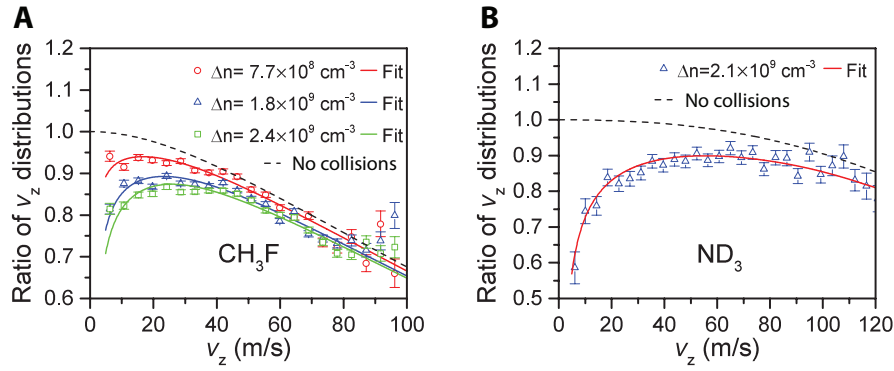 A
Ratio of vz distributions
1.2
1.1
1.0
0.9
0.8
0.7
0.6
Δn= 7.7×10⁸ cm⁻³ Fit
Δn= 1.8×10⁹ cm⁻³ Fit
Δn= 2.4×10⁹ cm⁻³ Fit
No collisions
CH₃F
0 20 40 60 80 100
vz (m/s)
B
Ratio of vz distributions
1.2
1.1
1.0
0.9
0.8
0.7
0.6
0.5
Δn=2.1×10⁹ cm⁻³ Fit
No collisions
ND₃
0 20 40 60 80 100 120
vz (m/s)